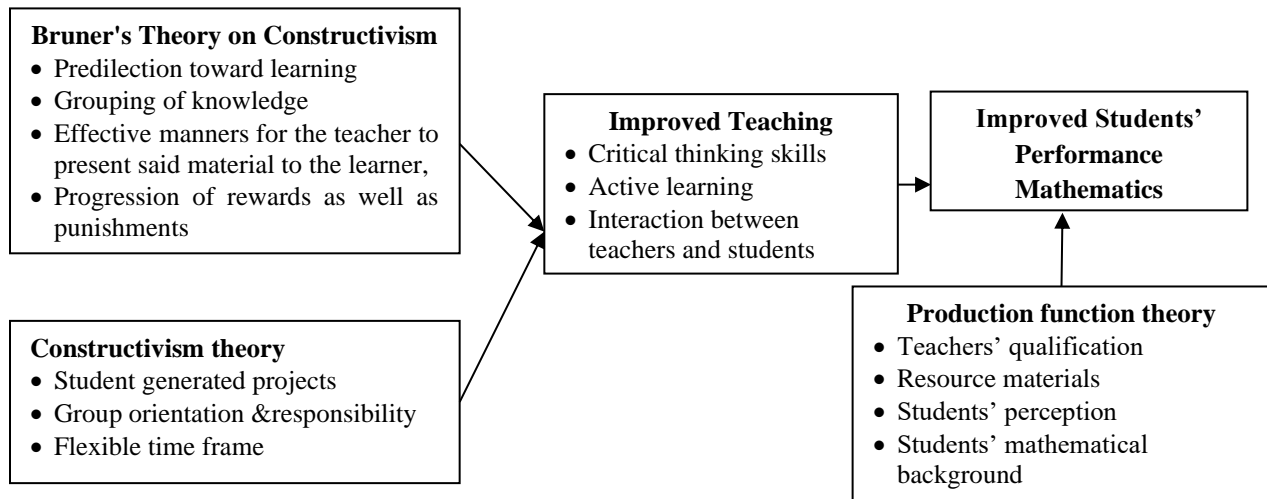 Bruner's Theory on Constructivism
• Predilection toward learning
• Grouping of knowledge
• Effective manners for the teacher to
present said material to the learner,
• Progression of rewards as well as
punishments
Constructivism theory
• Student generated projects
• Group orientation &responsibility
• Flexible time frame
Improved Teaching
• Critical thinking skills
• Active learning
• Interaction between
teachers and students
Improved Students’
Performance
Mathematics
Production function theory
• Teachers’ qualification
• Resource materials
• Students’ perception
• Students’ mathematical
background